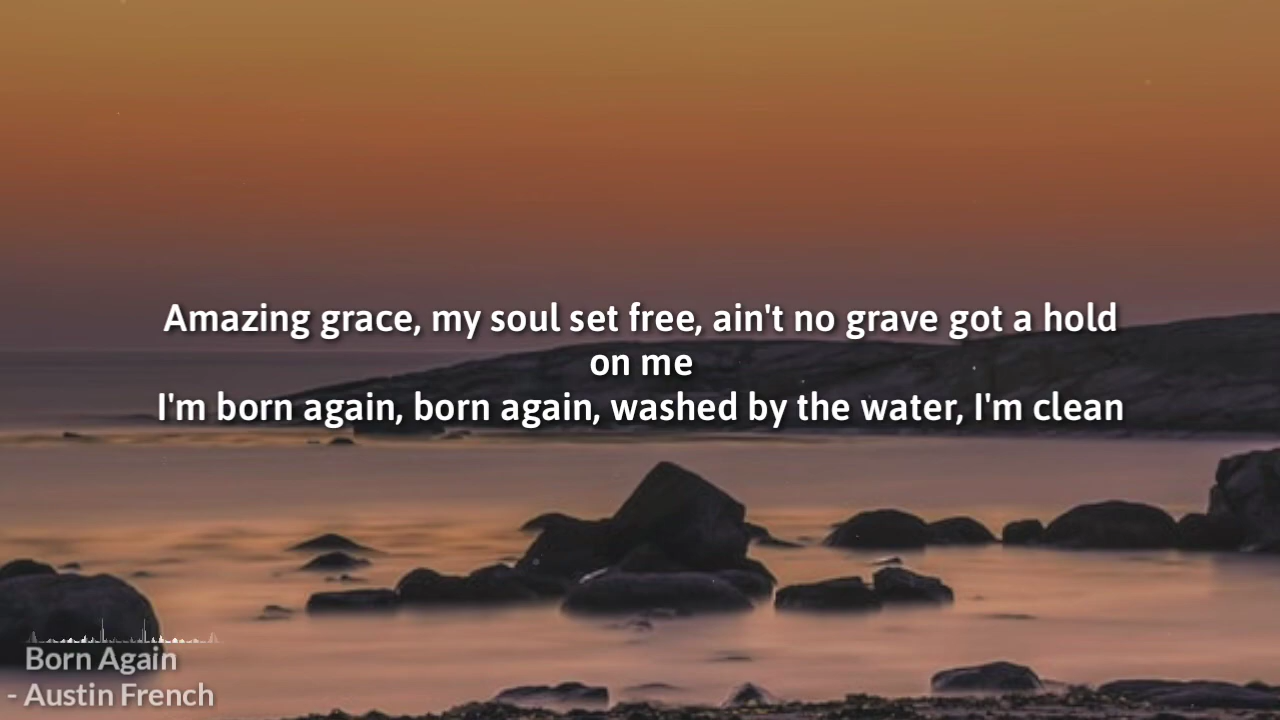 Amazing grace, my soul set free, ain't no grave got a hold
on me
I'm born again, born again, washed by the water, I'm clean
Born Again
- Austin French